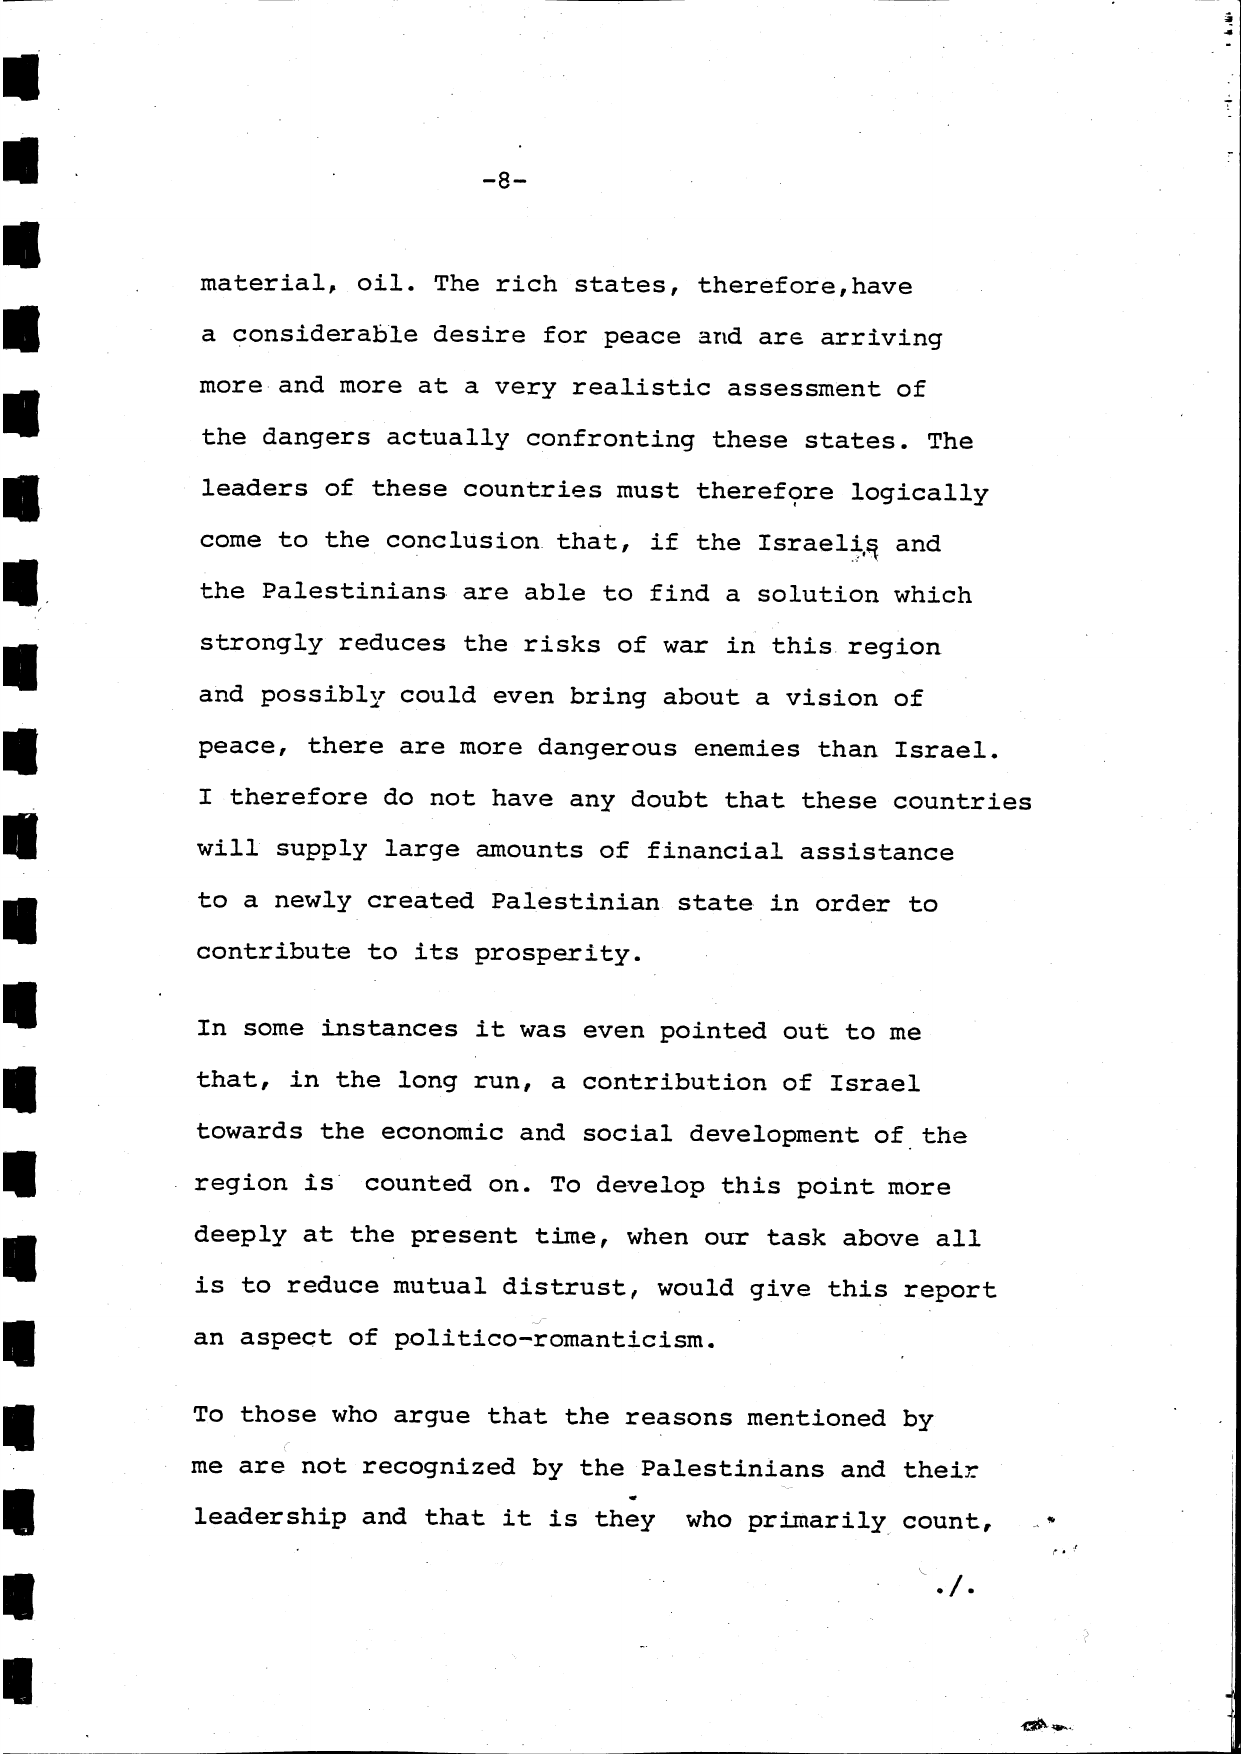 -8-
material, oil. The rich states, therefore,have
a considerable desire for peace and are arriving
more and more at a very realistic assessment of
the dangers actually confronting these states. The
leaders of these countries must therefore logically
come to the conclusion that, if the Israelis and
the Palestinians are able to find a solution which
strongly reduces the risks of war in this region
and possibly could even bring about a vision of
peace, there are more dangerous enemies than Israel.
I therefore do not have any doubt that these countries
will supply large amounts of financial assistance
to a newly created Palestinian state in order to
contribute to its prosperity.
In some instances it was even pointed out to me
that, in the long run, a contribution of Israel
towards the economic and social development of the
region is counted on. To develop this point more
deeply at the present time, when our task above all
is to reduce mutual distrust, would give this report
an aspect of politico-romanticism.
To those who argue that the reasons mentioned by
me are not recognized by the Palestinians and their
leadership and that it is they who primarily count,
./.